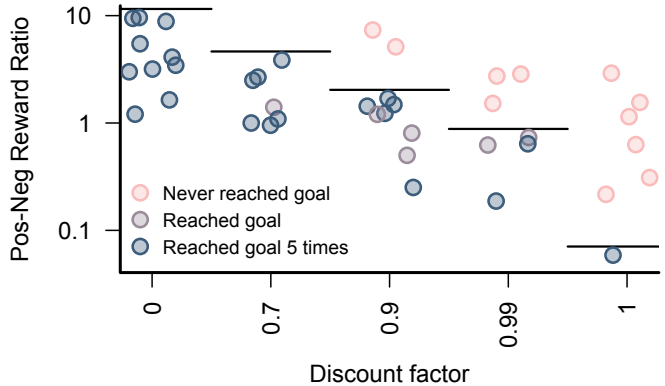 Pos-Neg Reward Ratio
10
1
0.1
Never reached goal
Reached goal
Reached goal 5 times
0
0.7
0.9
0.99
1
Discount factor